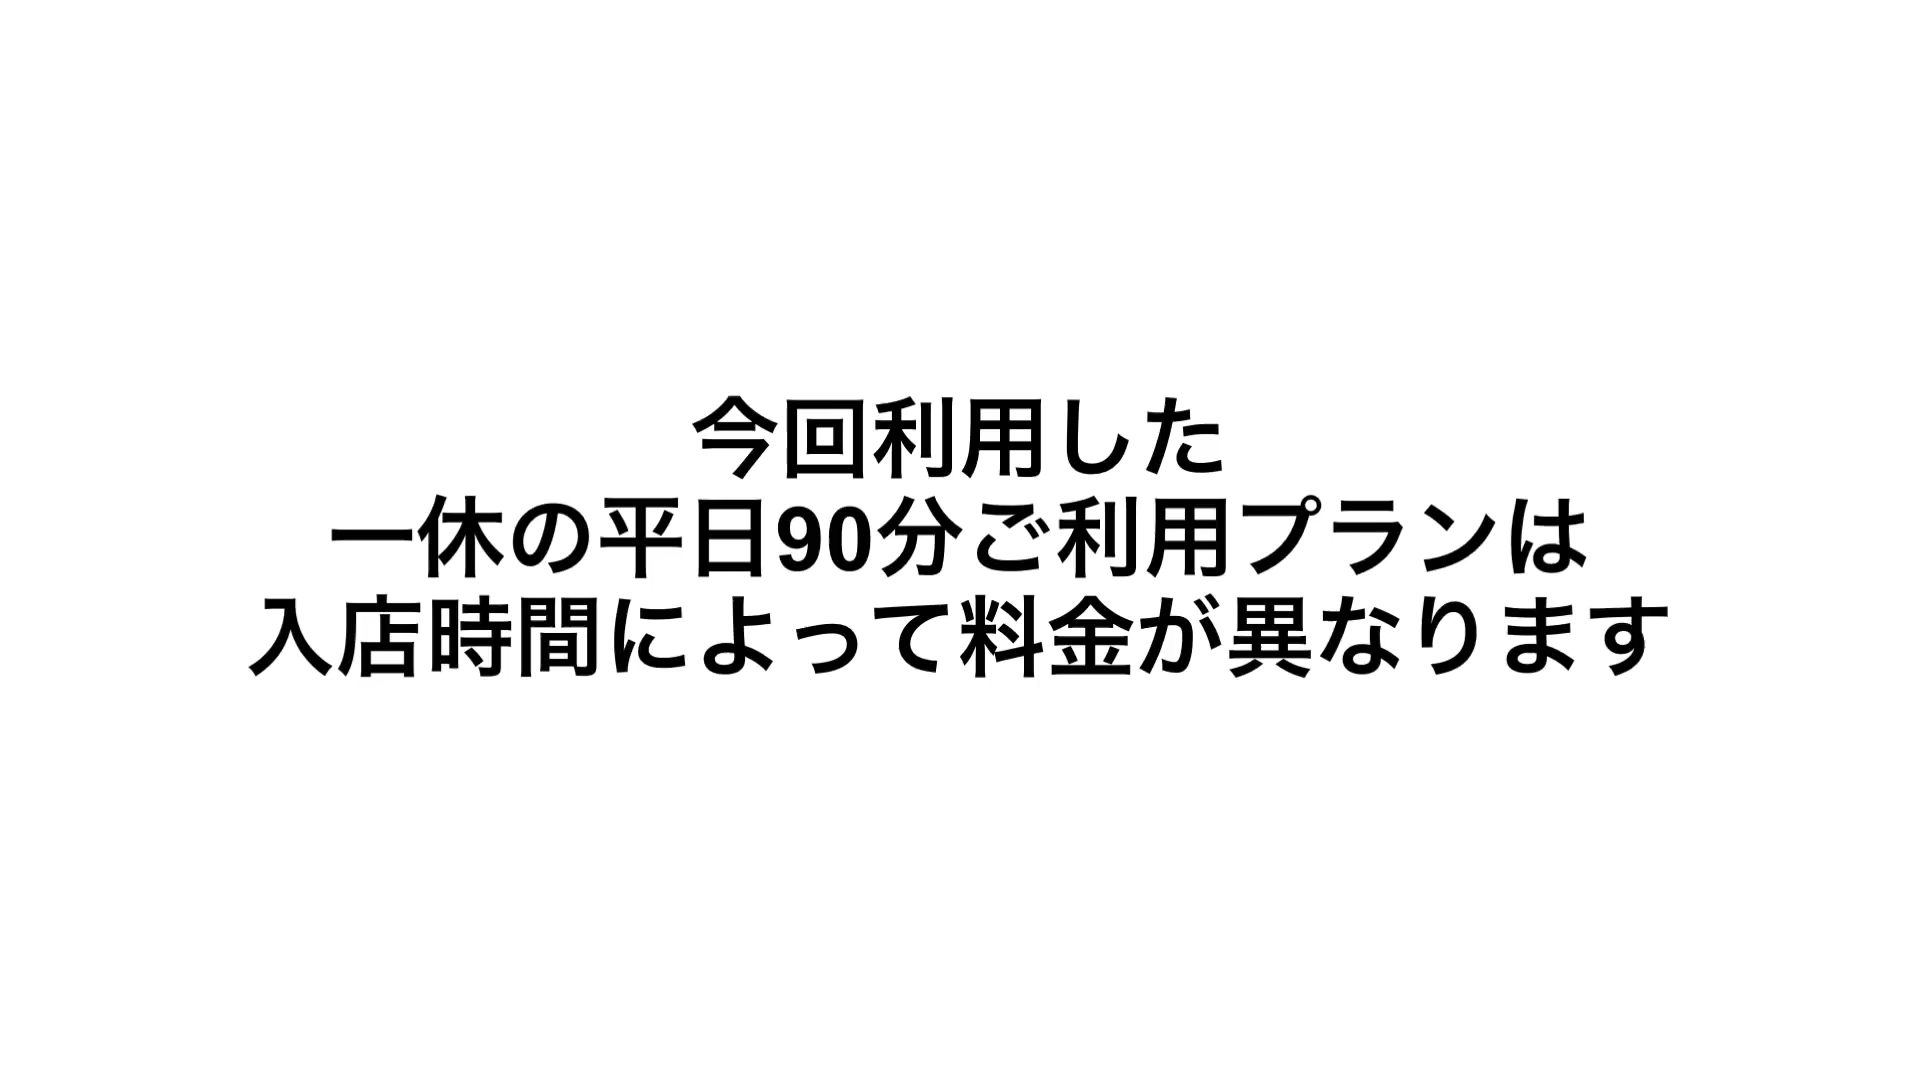 今回利用した
一休の平日90分ご利用プランは
入店時間によって料金が異なります